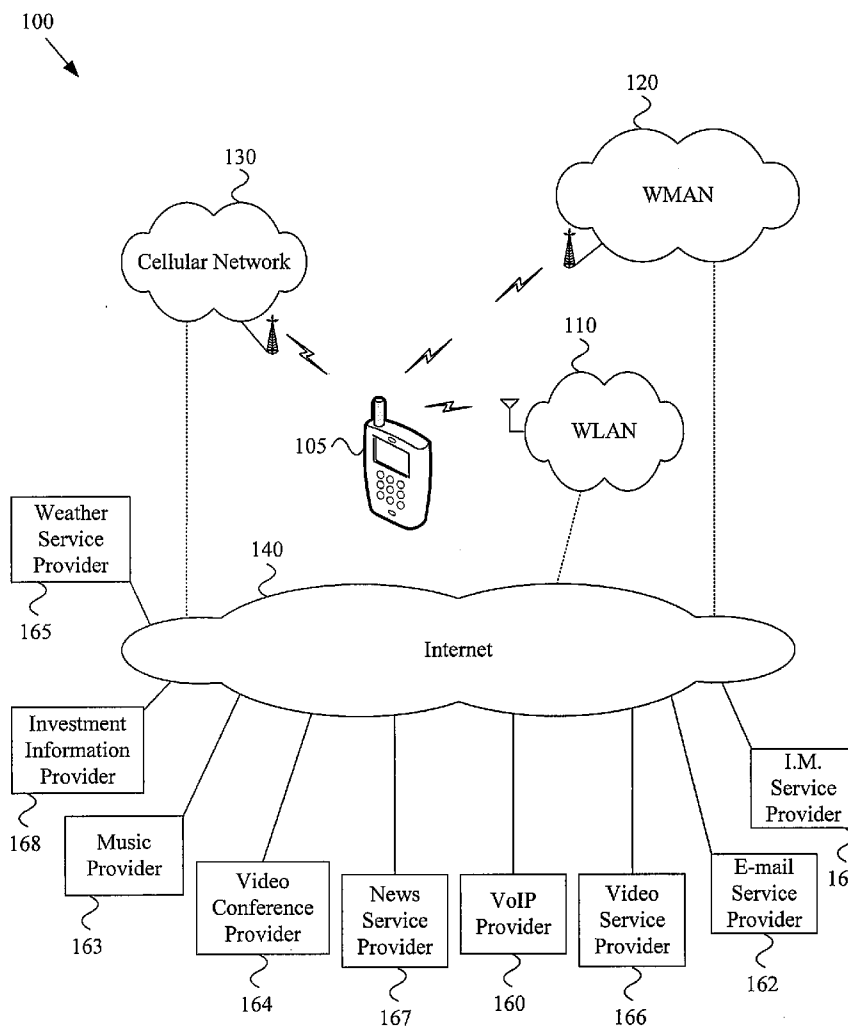 100
120
130
WMAN
Cellular Network
110
WLAN
105
Weather
Service
Provider
140
165
Internet
Investment
Information
Provider
I.M.
Service
Provider
168
Music
Provider
Video
Conference
Provider
News
Service
Provider
VoIP
Provider
Video
Service
Provider
E-mail
Service
Provider
163
162
164
167
160
166